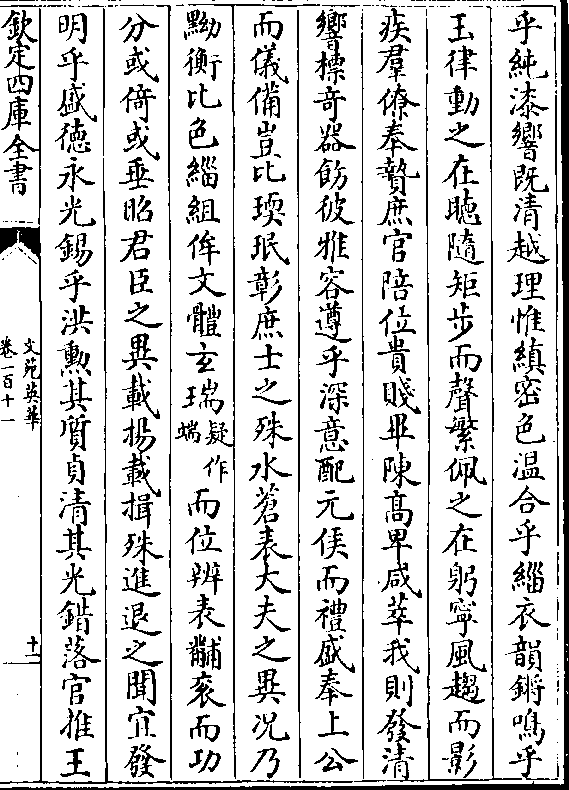 乎純漆響既清越理惟縝密色温合乎緇衣韻鏘鳴乎
玉律動之在聴隨矩步而聲繁佩之在躬寧風趨而影
疾羣僚奉贄庶官陪位貴賤畢陳髙卑咸萃我則發清
響標奇器飭彼雅容遵乎深意配元侯而禮盛奉上公
而儀備豈比瑌珉彰庶士之殊水蒼表大夫之異况乃
黝衡比色緇組侔文體玄瑞疑作端而位辨表黼衮而功
分或倚或垂昭君臣之異載揚載揖殊進退之聞宜發
明乎盛德永光錫乎洪勲其質貞清其光錯落官推王
欽定四庫全書
文苑英華
卷一百十一
十一